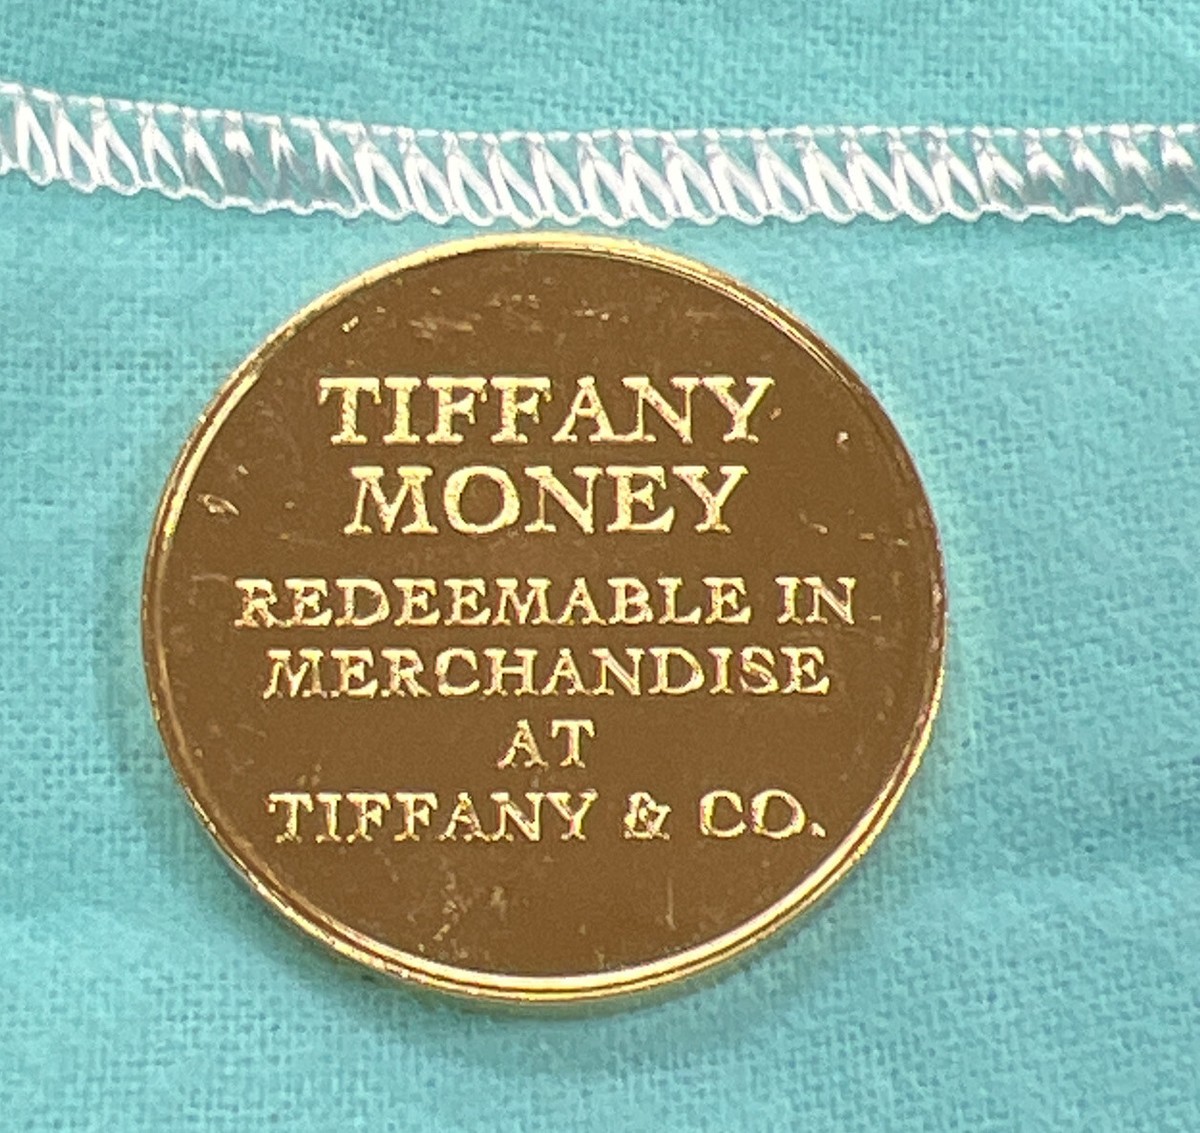 TIFFANY
MONEY
REDEEMABLE IN
MERCHANDISE
AT
TIFFANY & CO.